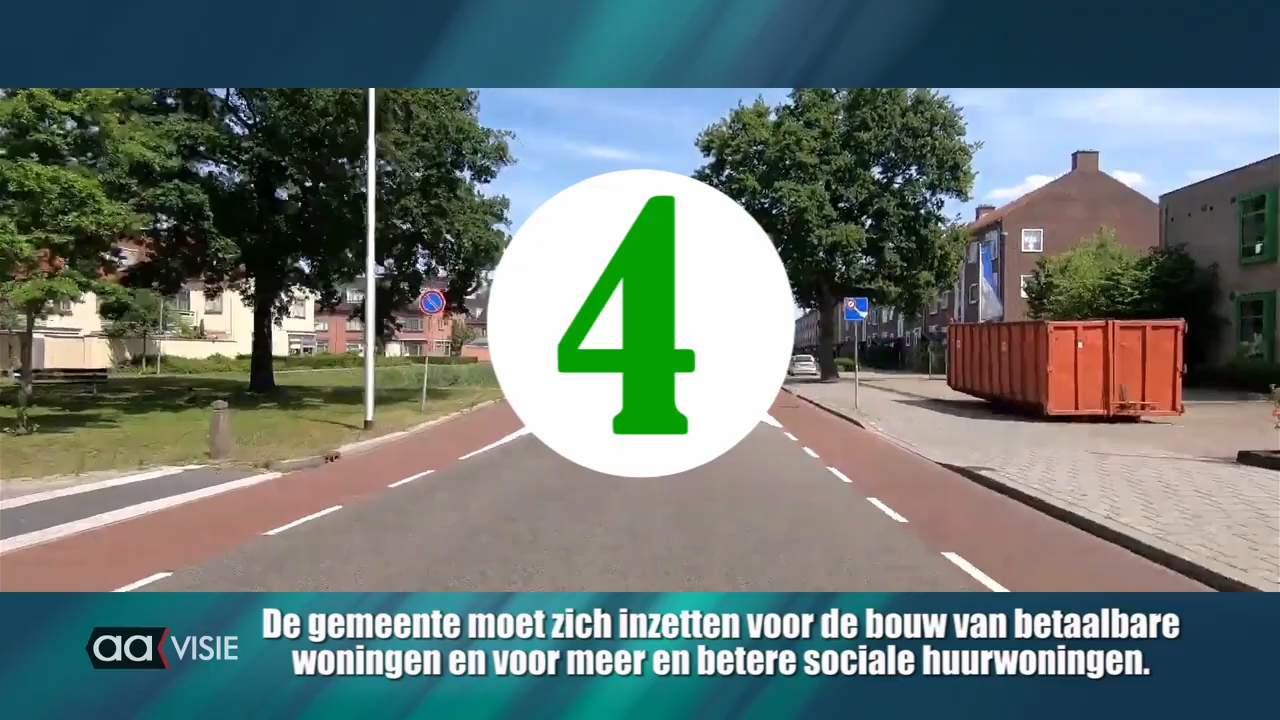 4
aa VISIE
De gemeente moet zich inzetten voor de bouw van betaalbare
woningen en voor meer en betere sociale huurwoningen.